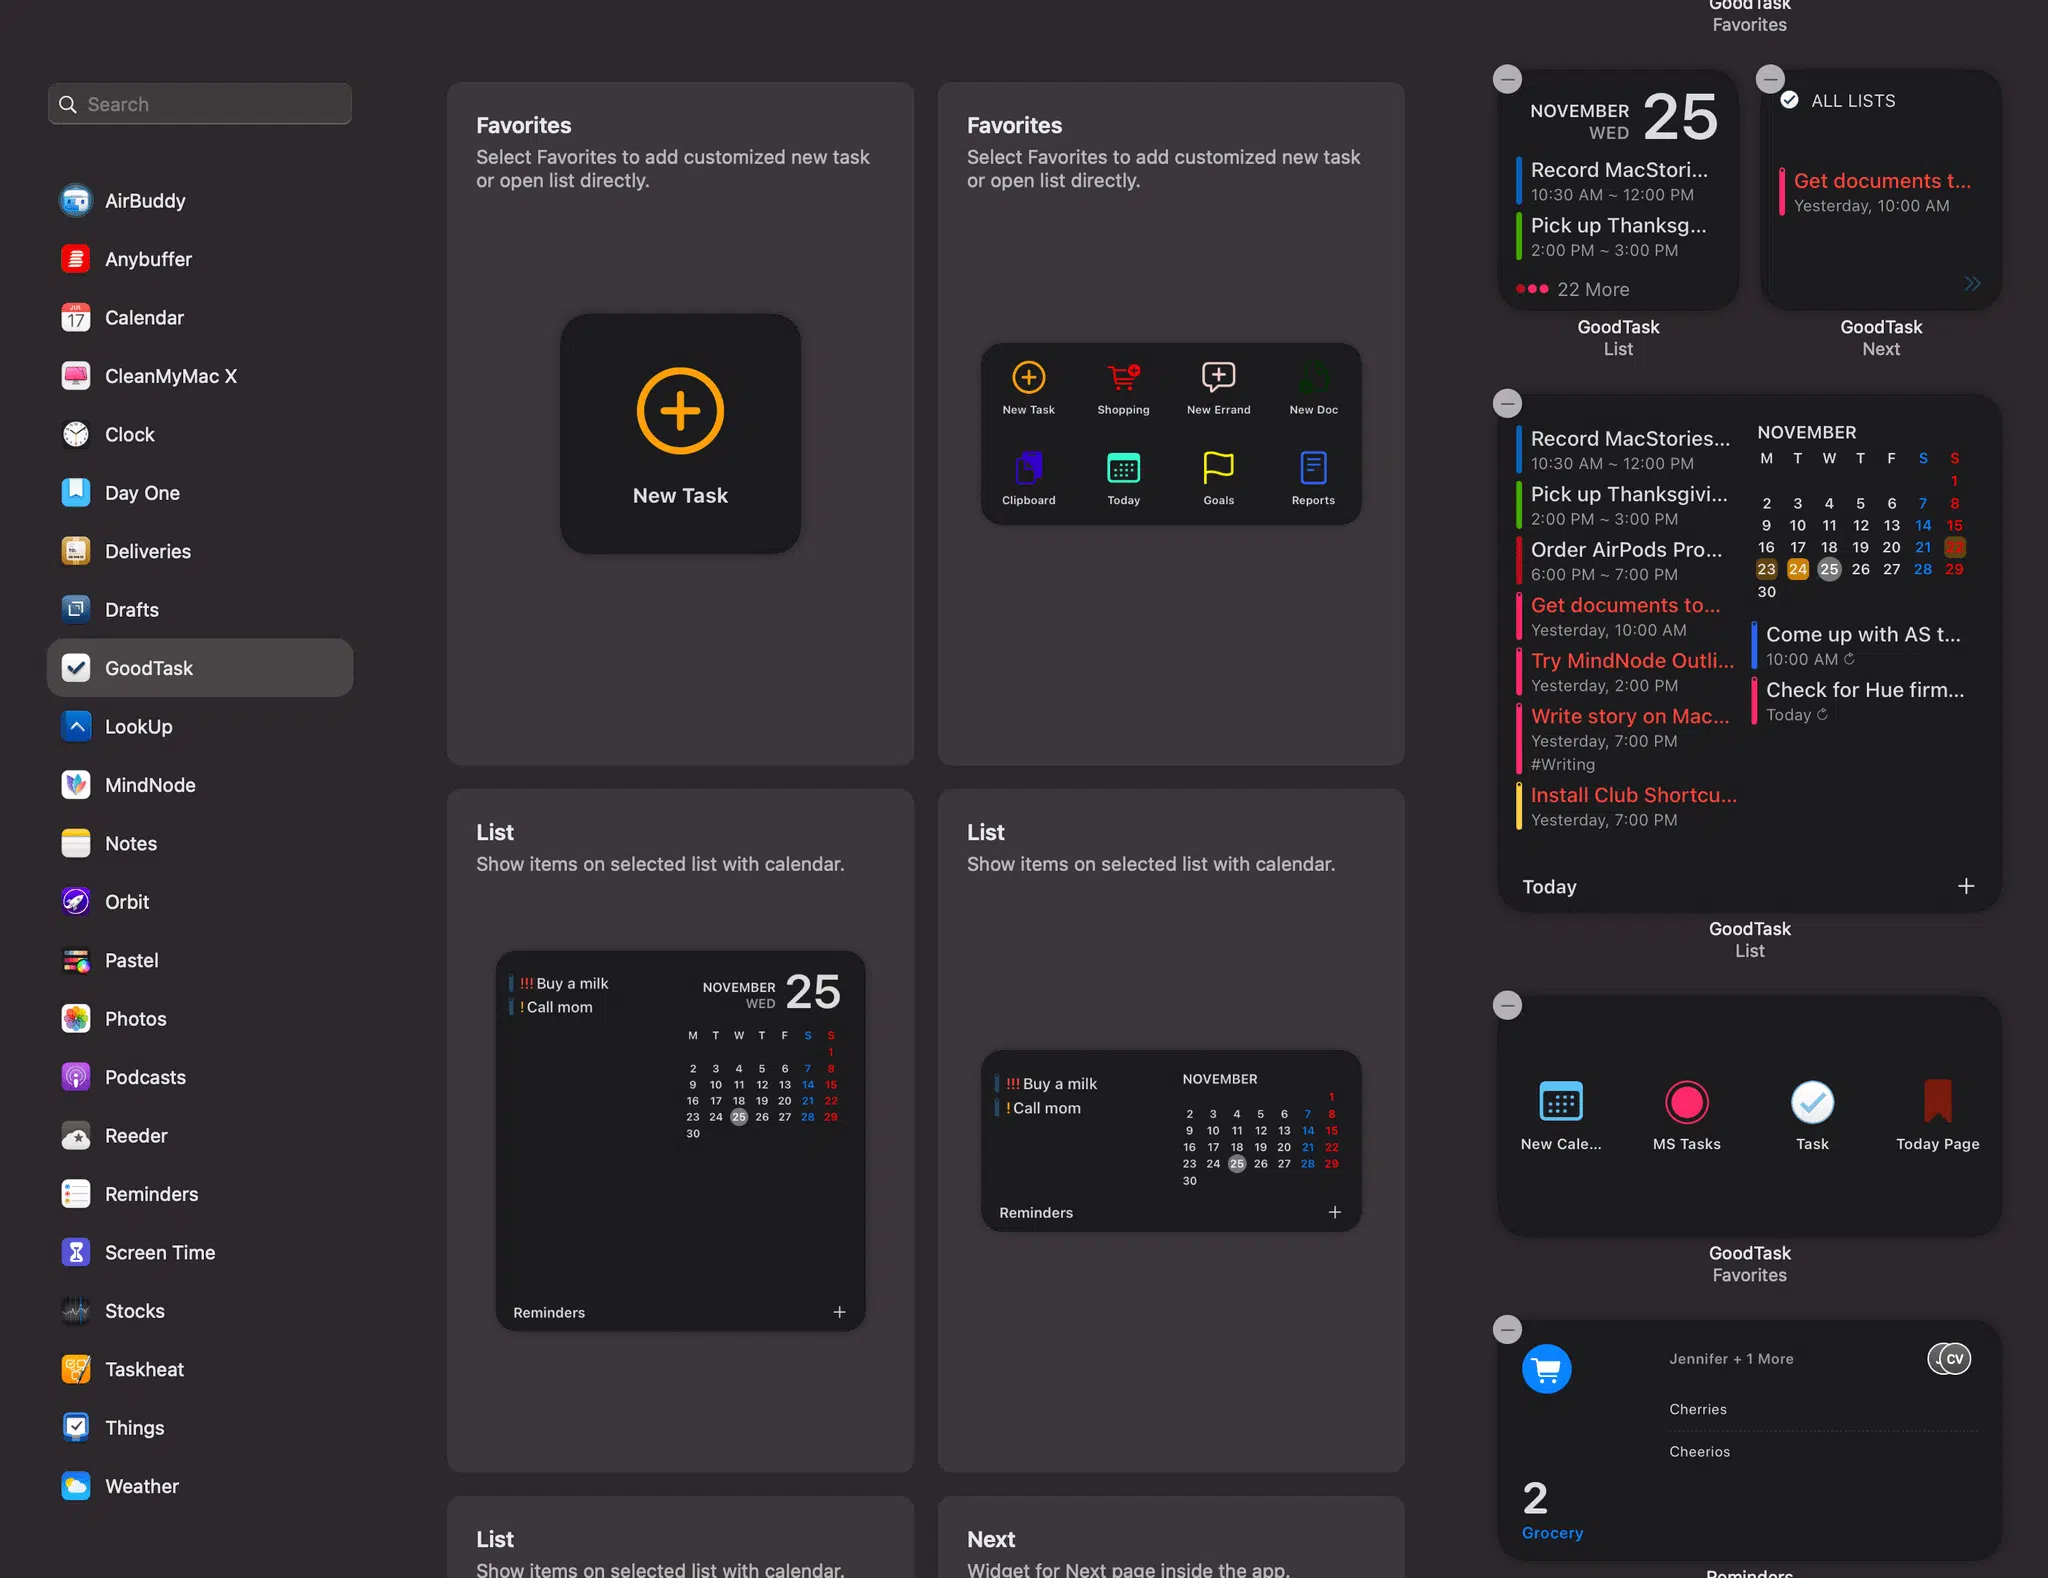 Search
AirBuddy
Anybuffer
JUL
17
Calendar
CleanMyMac X
Clock
Day One
TO:
Deliveries
Drafts
GoodTask
LookUp
MindNode
Notes
Orbit
Pastel
Photos
Podcasts
Reeder
Reminders
Screen Time
Stocks
Taskheat
Things
Weather
Favorites
Select Favorites to add customized new task
or open list directly.
New Task
Favorites
Select Favorites to add customized new task
or open list directly.
New Task Shopping New Errand New Doc
Clipboard Today Goals Reports
List
Show items on selected list with calendar.
!!! Buy a milk
! Call mom
NOVEMBER
WED
25
M T W T F S S
1
2 3 4 5 6 7 8
9 10 11 12 13 14 15
16 17 18 19 20 21 22
23 24 25 26 27 28 29
30
Reminders +
List
Show items on selected list with calendar.
!!! Buy a milk
! Call mom
NOVEMBER
1
2 3 4 5 6 7 8
9 10 11 12 13 14 15
16 17 18 19 20 21 22
23 24 25 26 27 28 29
30
Reminders +
List
Show items on selected list with calendar.
Next
Widget for Next page inside the app.
GoodTask
Favorites
NOVEMBER
WED
25
Record MacStori...
10:30 AM ~ 12:00 PM
Pick up Thanksg...
2:00 PM ~ 3:00 PM
22 More
GoodTask
List
ALL LISTS
Get documents t...
Yesterday, 10:00 AM
GoodTask
Next
Record MacStories...
10:30 AM ~ 12:00 PM
Pick up Thanksgivi...
2:00 PM ~ 3:00 PM
Order AirPods Pro...
6:00 PM ~ 7:00 PM
Get documents to...
Yesterday, 10:00 AM
Try MindNode Outli...
Yesterday, 2:00 PM
Write story on Mac...
Yesterday, 7:00 PM
#Writing
Install Club Shortcu...
Yesterday, 7:00 PM
NOVEMBER
M T W T F S S
1
2 3 4 5 6 7 8
9 10 11 12 13 14 15
16 17 18 19 20 21
23 24 25 26 27 28 29
30
Come up with AS t...
10:00 AM
Check for Hue firm...
Today
Today +
GoodTask
List
New Cale... MS Tasks Task Today Page
GoodTask
Favorites
Jennifer + 1 More
CV
Cherries
Cheerios
2
Grocery
Reminders